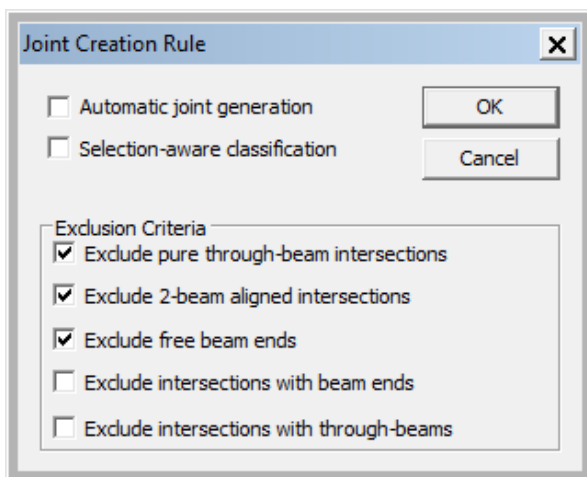 Joint Creation Rule
Automatic joint generation
OK
Selection-aware classification
Cancel
Exclusion Criteria
Exclude pure through-beam intersections
Exclude 2-beam aligned intersections
Exclude free beam ends
Exclude intersections with beam ends
Exclude intersections with through-beams